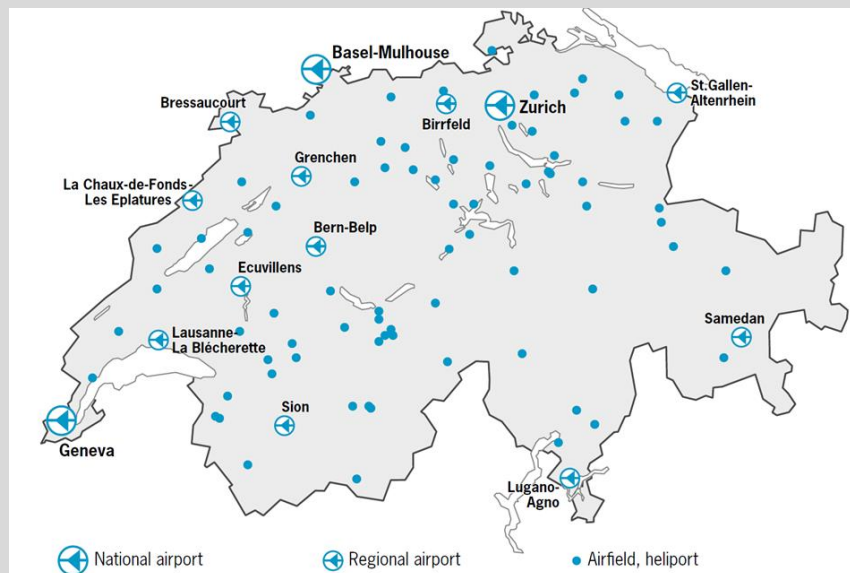 Basel-Mulhouse
St.Gallen-
Altenrhein
Bressaucourt
Zurich
Birrfeld
Grenchen
La Chaux-de-Fonds-
Les Eplatures
Bern-Belp
Ecuvillens
Samedan
Lausanne-
La Blécherette
Sion
Geneva
Lugano-
Agno
National airport
Regional airport
Airfield, heliport